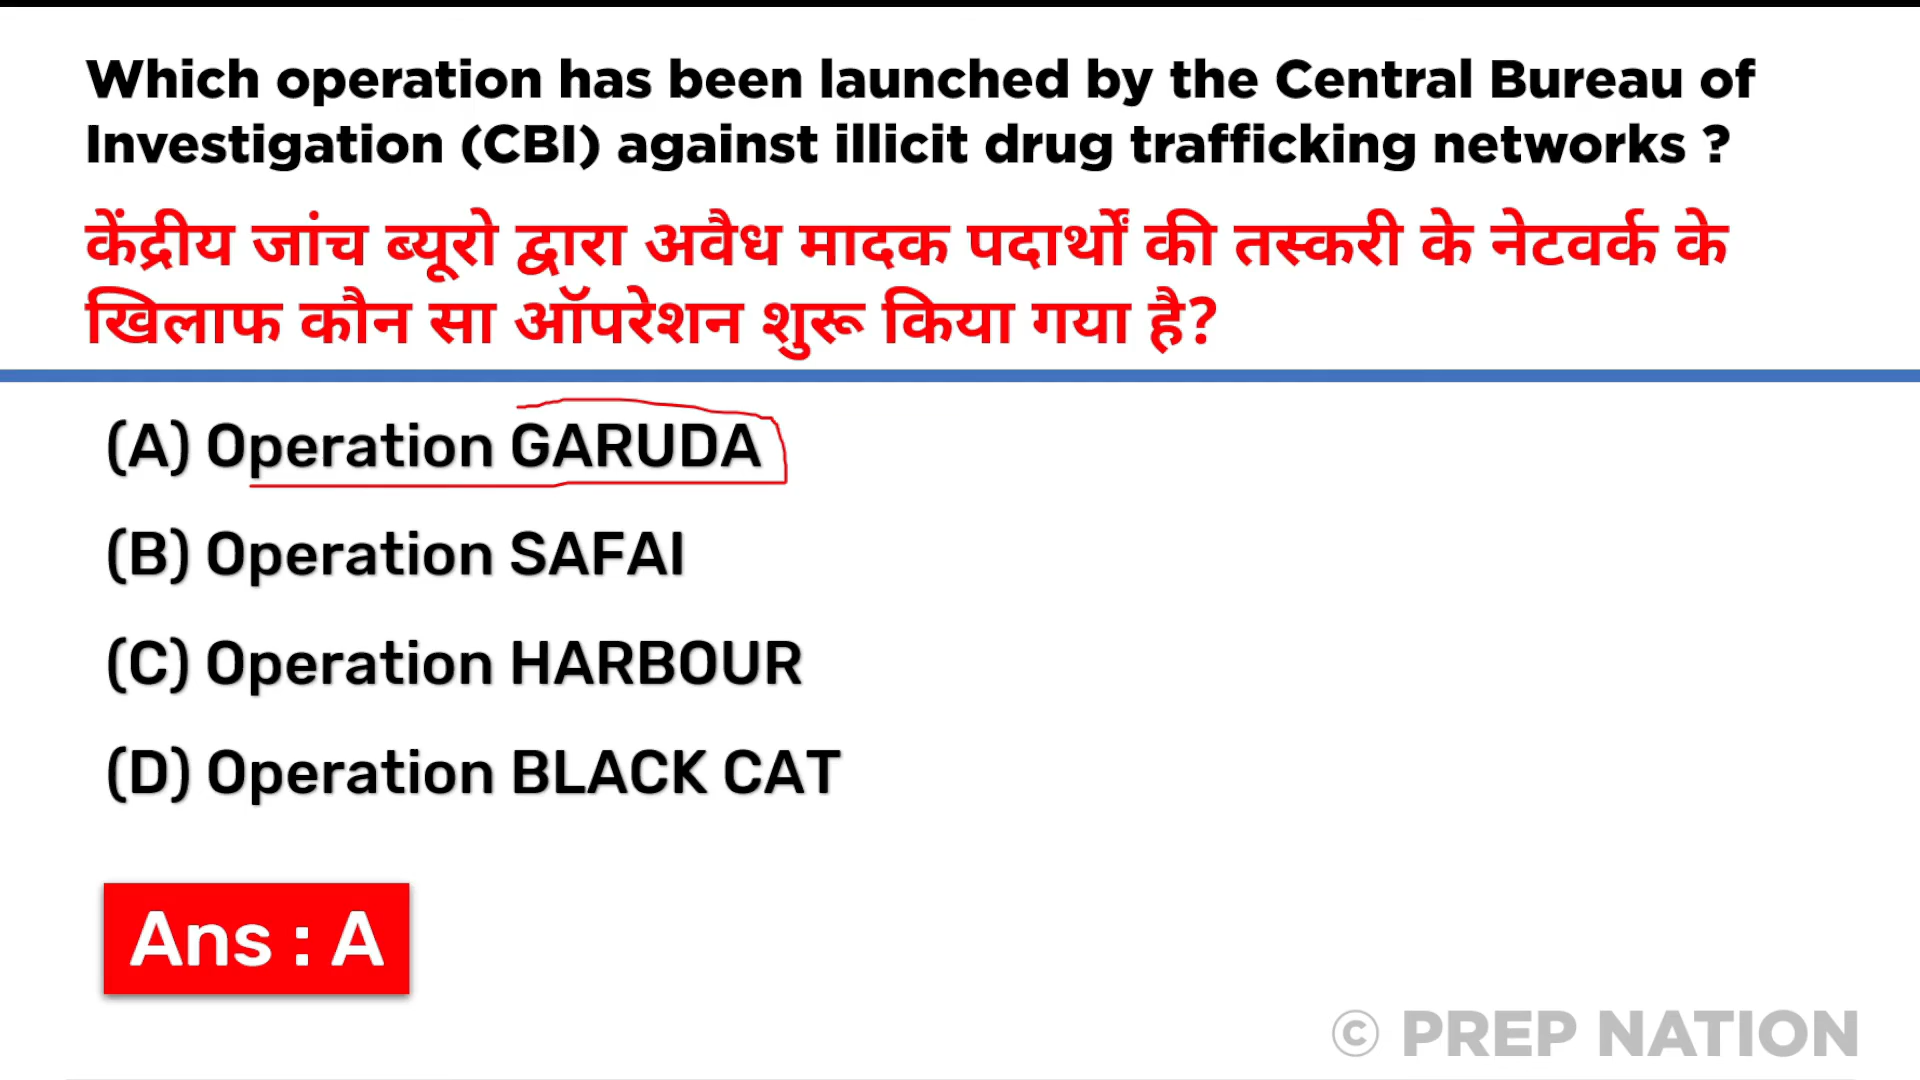 Which operation has been launched by the Central Bureau of
Investigation (CBI) against illicit drug trafficking networks ?
केंद्रीय जांच ब्यूरो द्वारा अवैध मादक पदार्थों की तस्करी के नेटवर्क के
खिलाफ कौन सा ऑपरेशन शुरू किया गया है?
(A) Operation GARUDA
(B) Operation SAFAI
(C) Operation HARBOUR
(D) Operation BLACK CAT
Ans : A
© PREP NATION